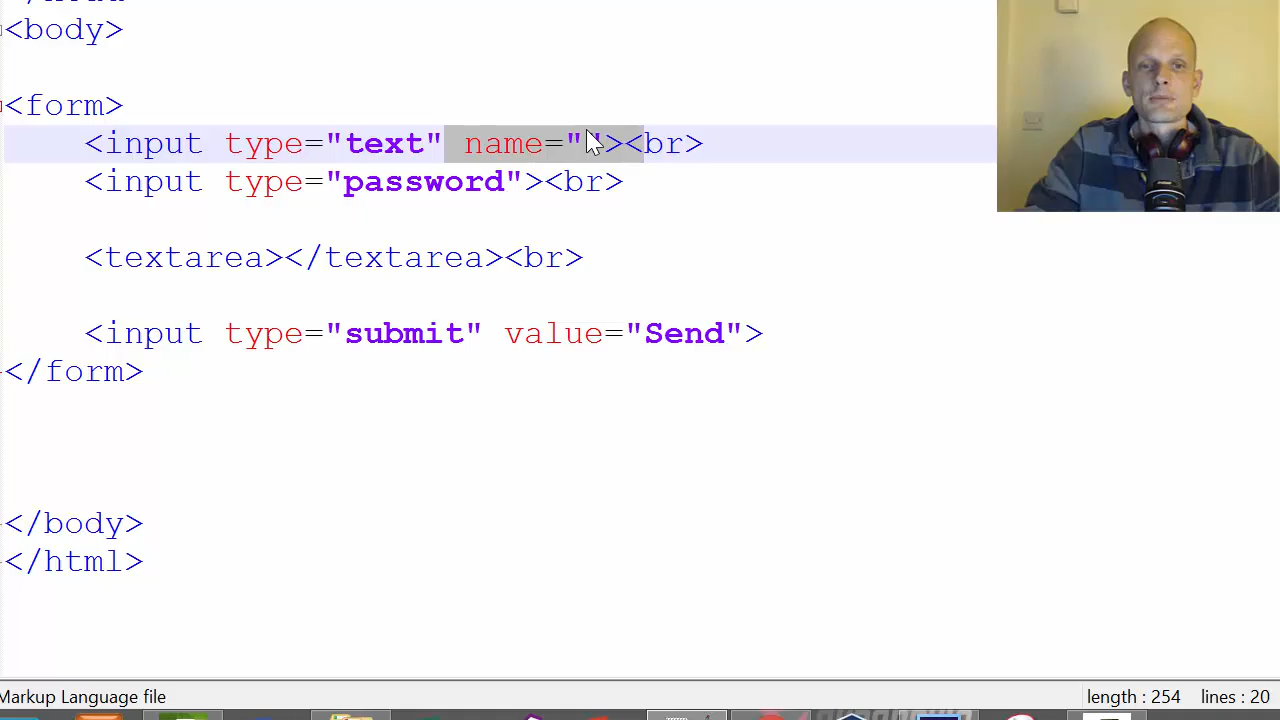 <body>
<form>
<input type="text" name=""><br>
<input type="password"><br>
<textarea></textarea><br>
<input type="submit" value="Send">
</form>
</body>
</html>
Markup Language file length : 254 lines : 20